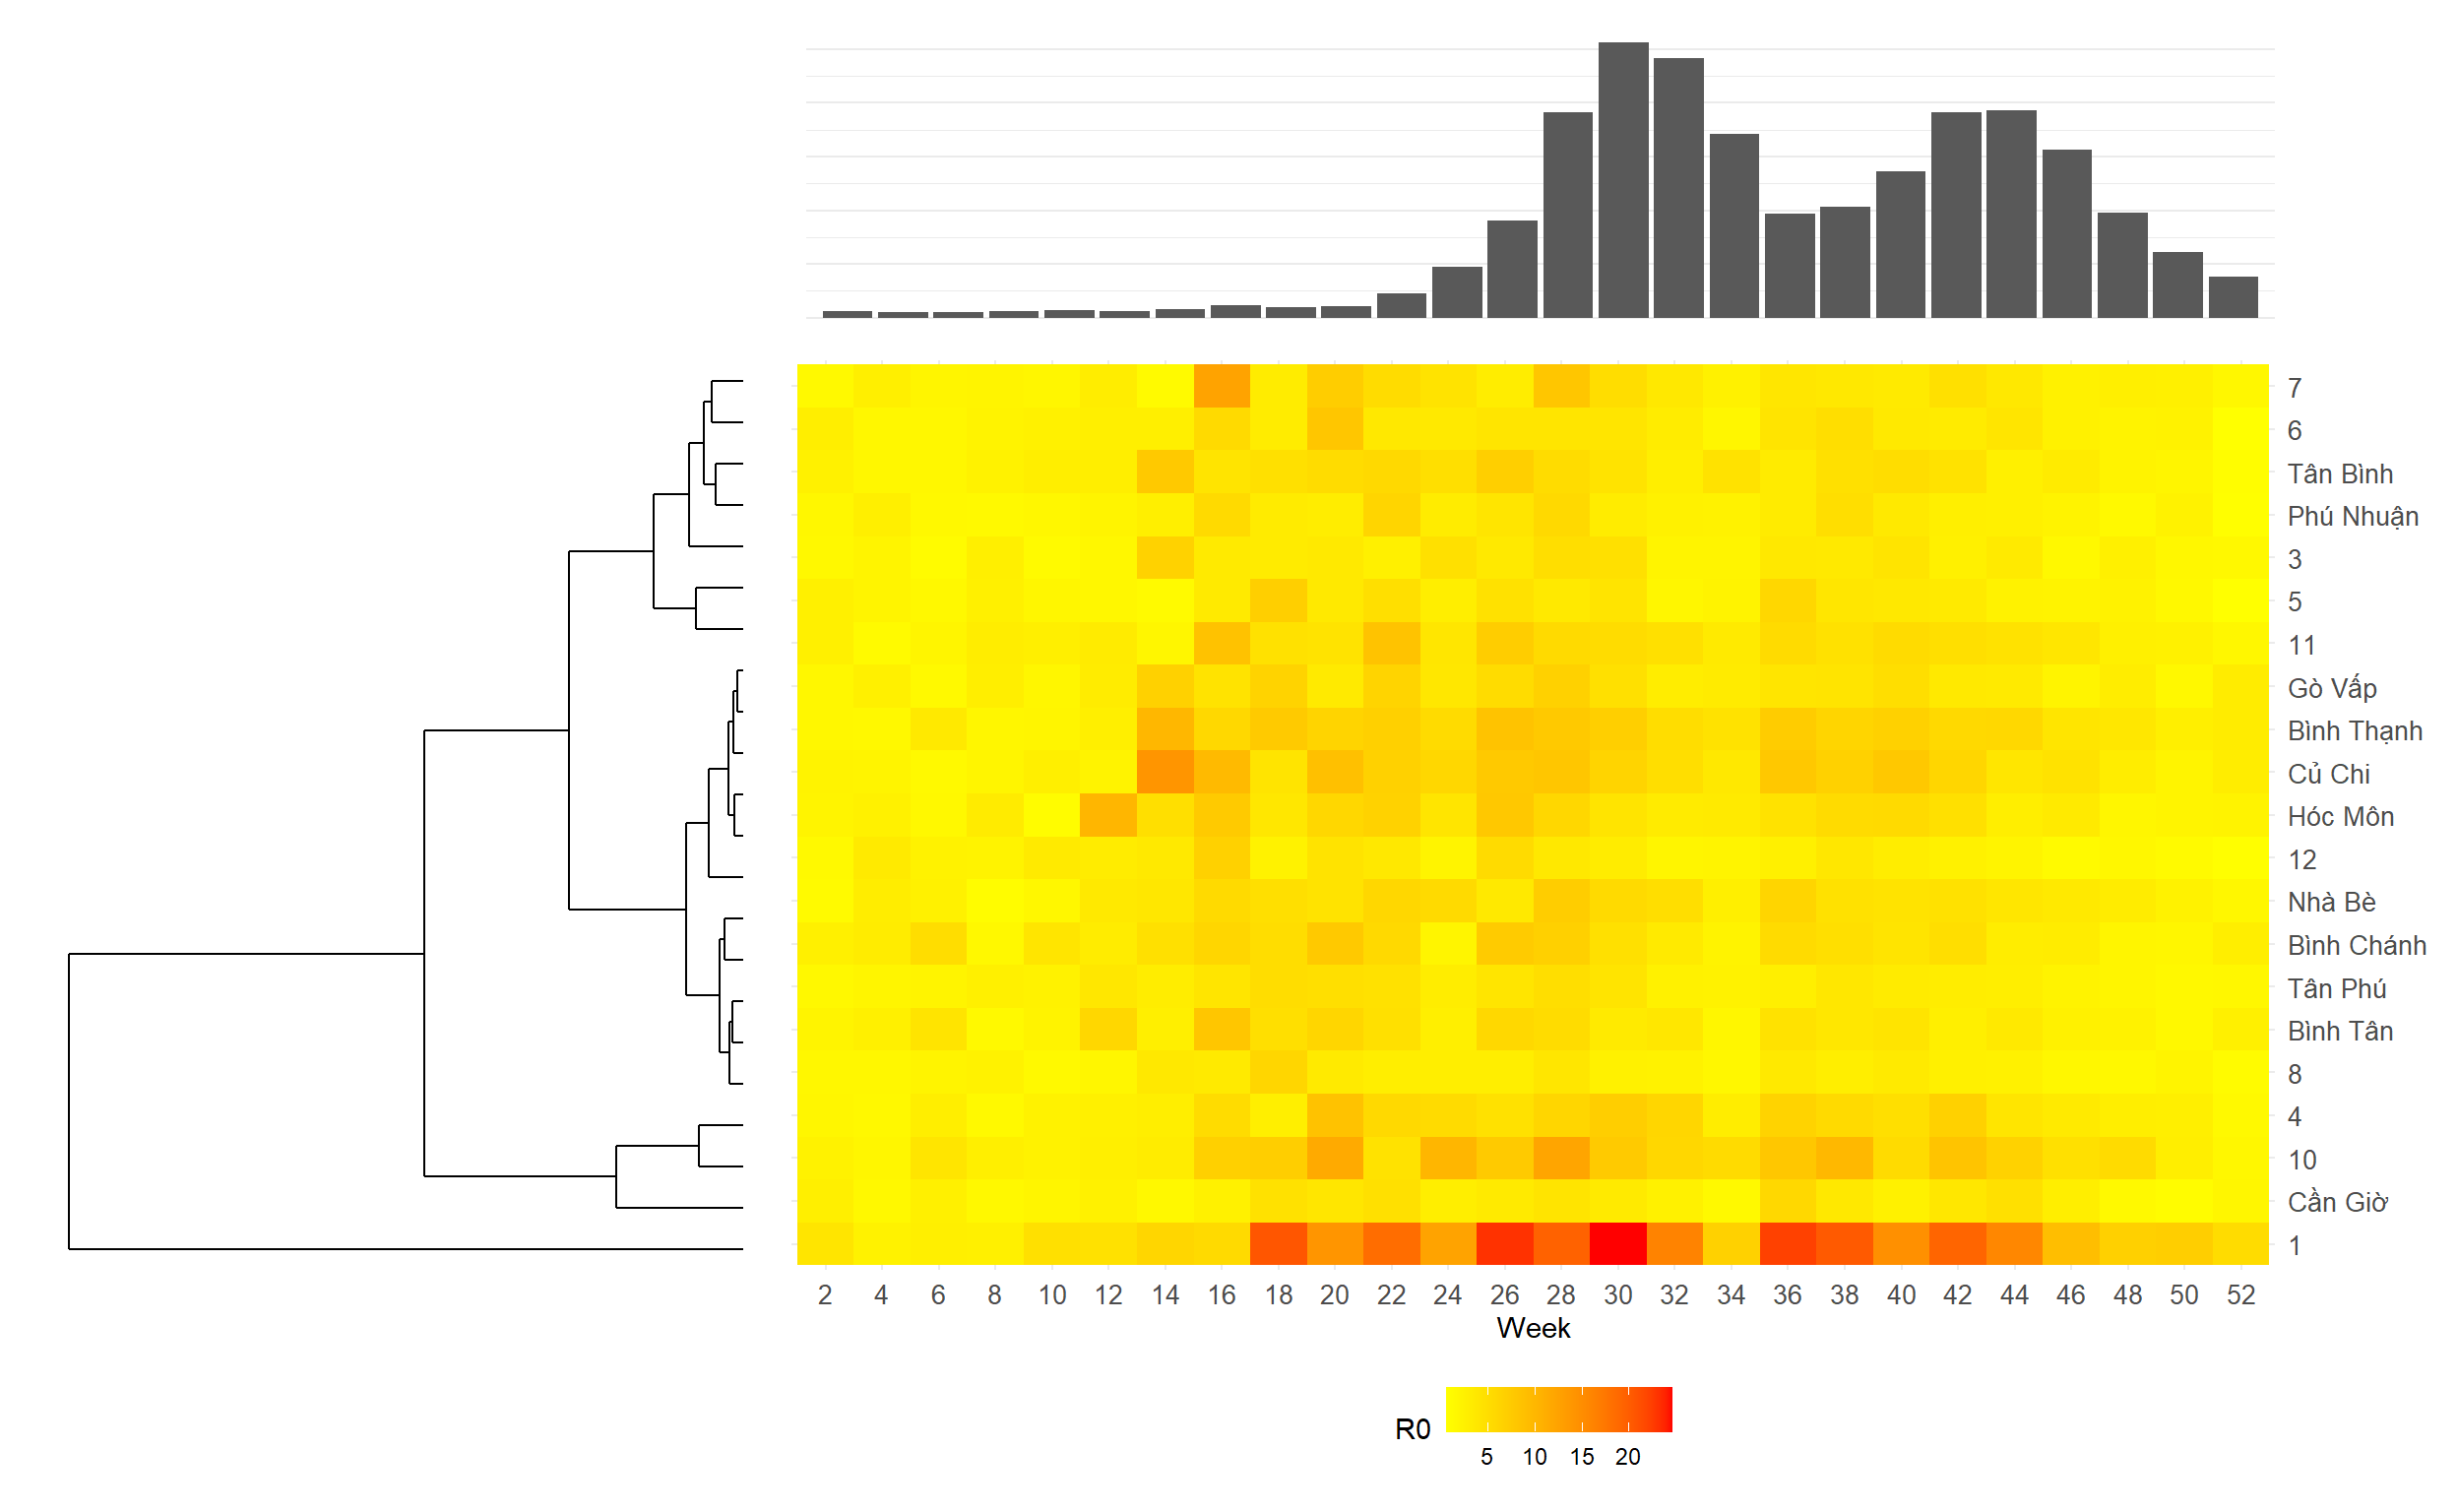 7
6
Tân Bình
Phú Nhuận
3
5
11
Gò Vấp
Bình Thạnh
Củ Chi
Hóc Môn
12
Nhà Bè
Bình Chánh
Tân Phú
Bình Tân
8
4
10
Cần Giờ
1
2 4 6 8 10 12 14 16 18 20 22 24 26 28 30 32 34 36 38 40 42 44 46 48 50 52
Week
R0
5 10 15 20